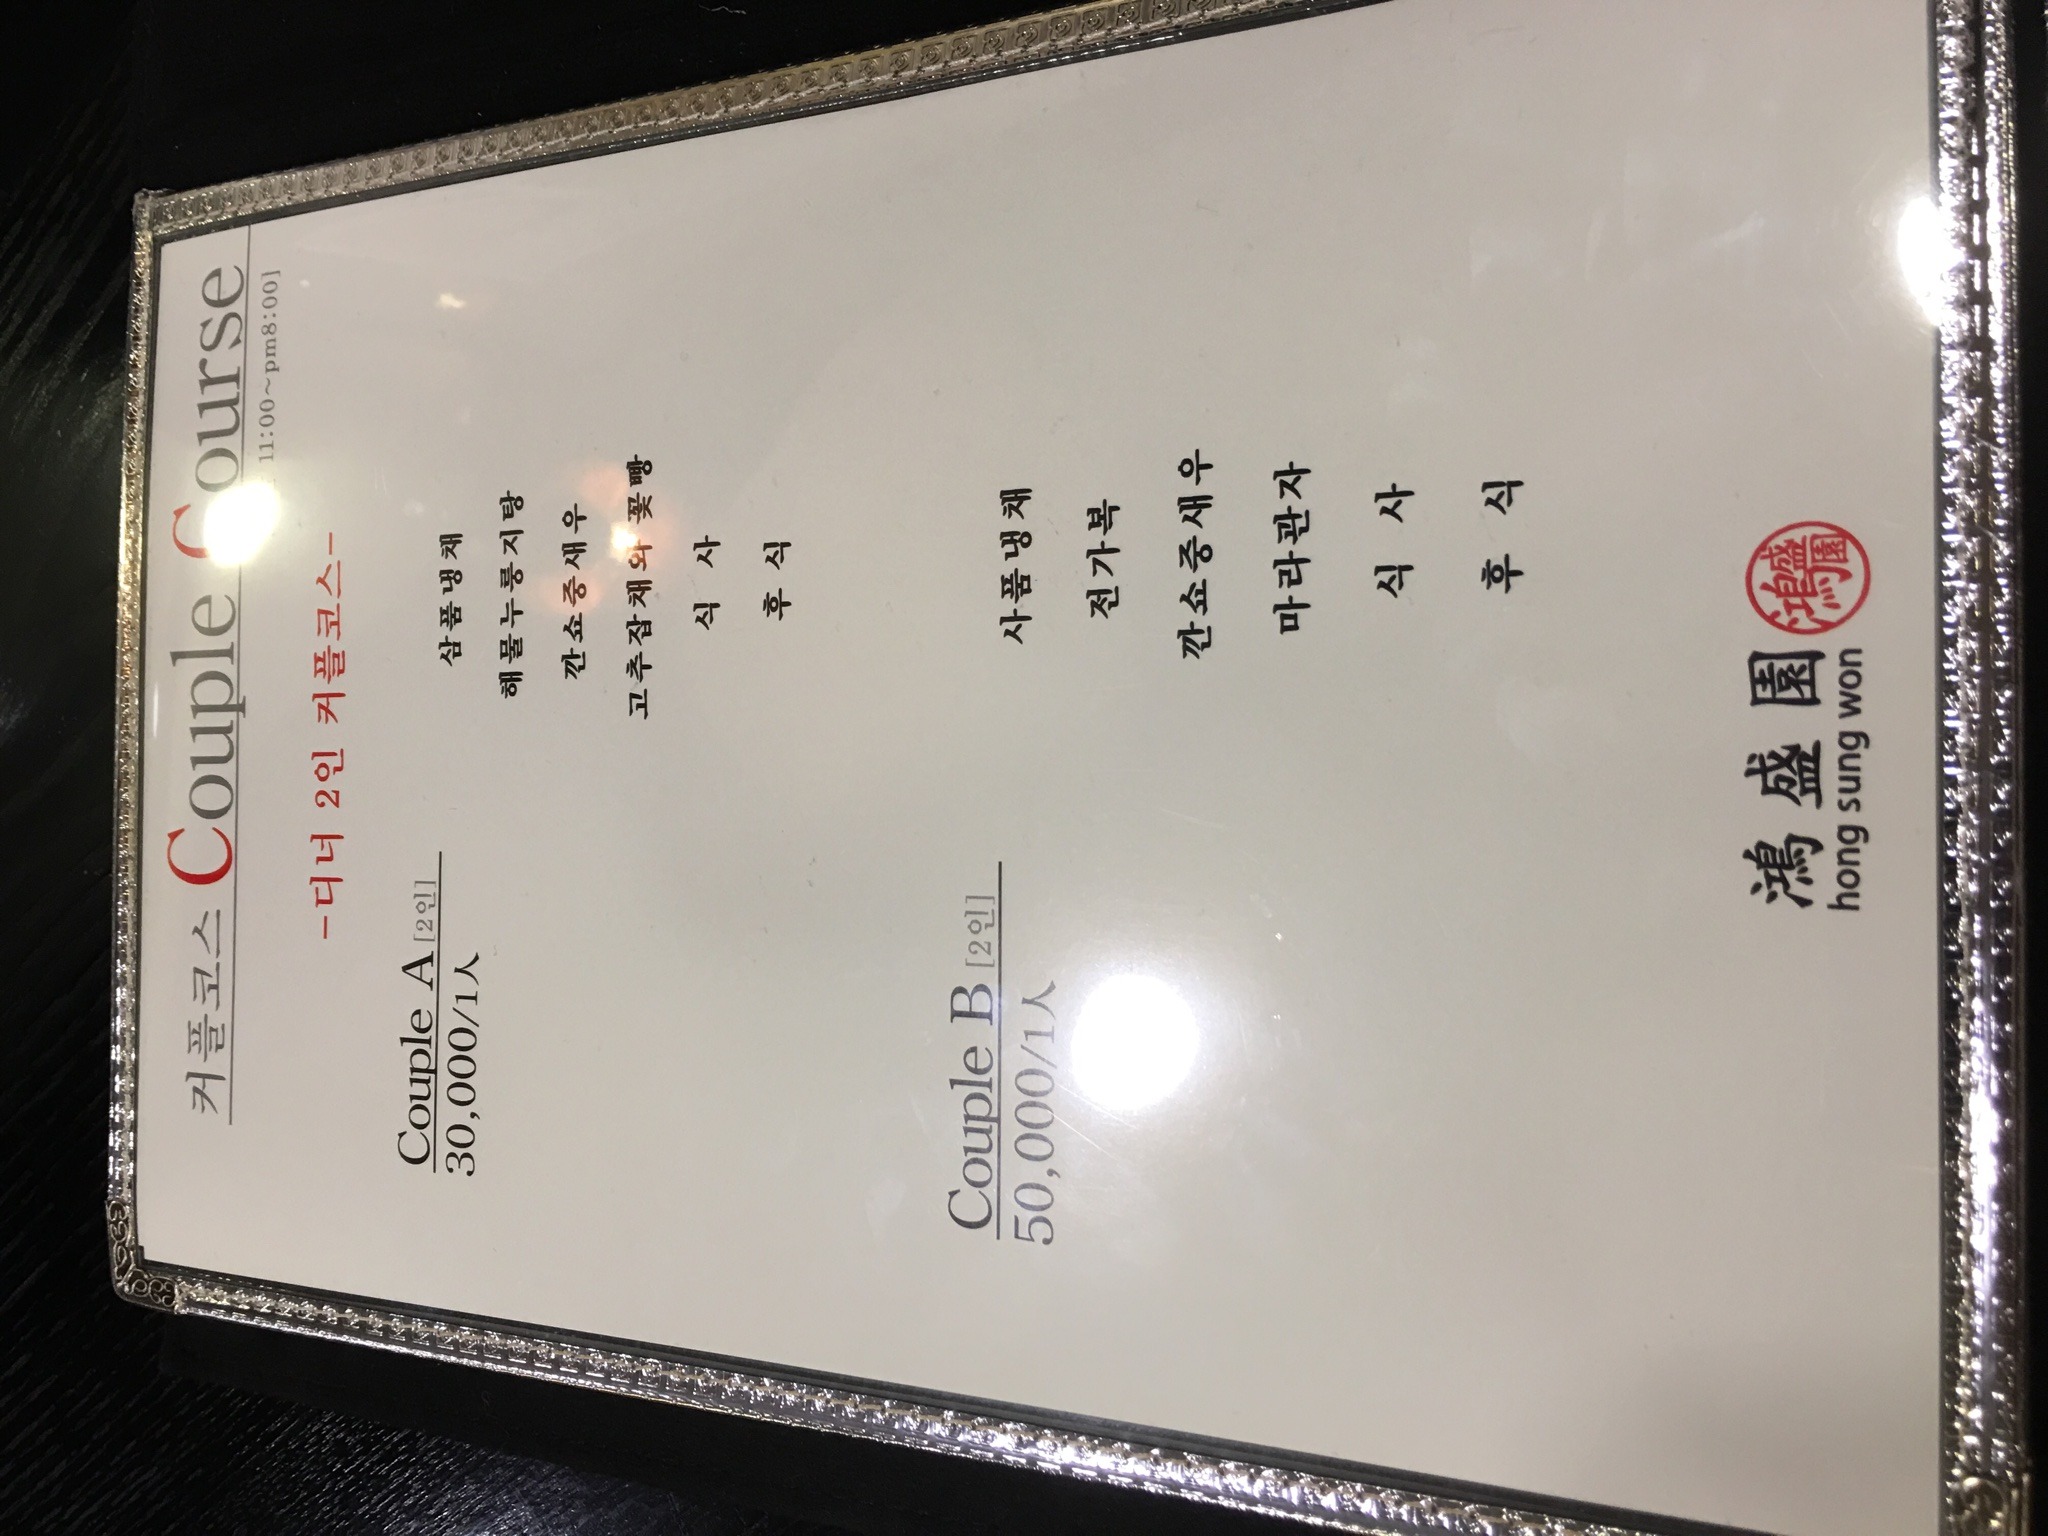 커플코스 Couple Course
11:00~pm8:00]
-디너 2인 커플코스-
Couple A [2인]
30,000/1人
삼품냉채
해물누룽지탕
깐쇼중새우
고추잡채와 꽃빵
식 사
후 식
Couple B [2인]
50,000/1人
사품냉채
전가복
깐쇼중새우
마라관자
식 사
후 식
鴻盛園 鴻盛園
hong sung won